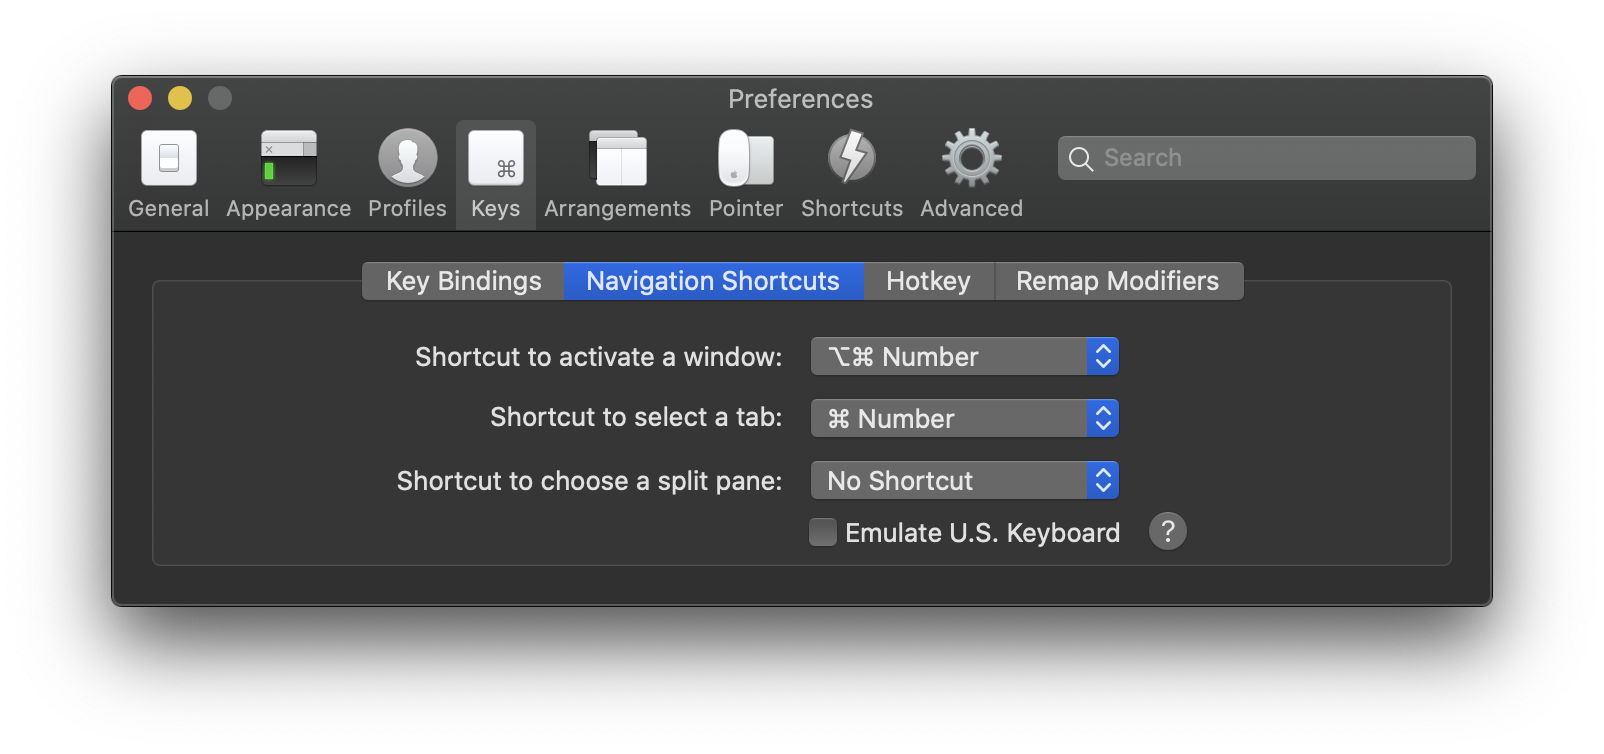 Preferences
General Appearance Profiles Keys Arrangements Pointer Shortcuts Advanced Search
Key Bindings Navigation Shortcuts Hotkey Remap Modifiers
Shortcut to activate a window: ⌥⌘ Number
Shortcut to select a tab: ⌘ Number
Shortcut to choose a split pane: No Shortcut
Emulate U.S. Keyboard ?